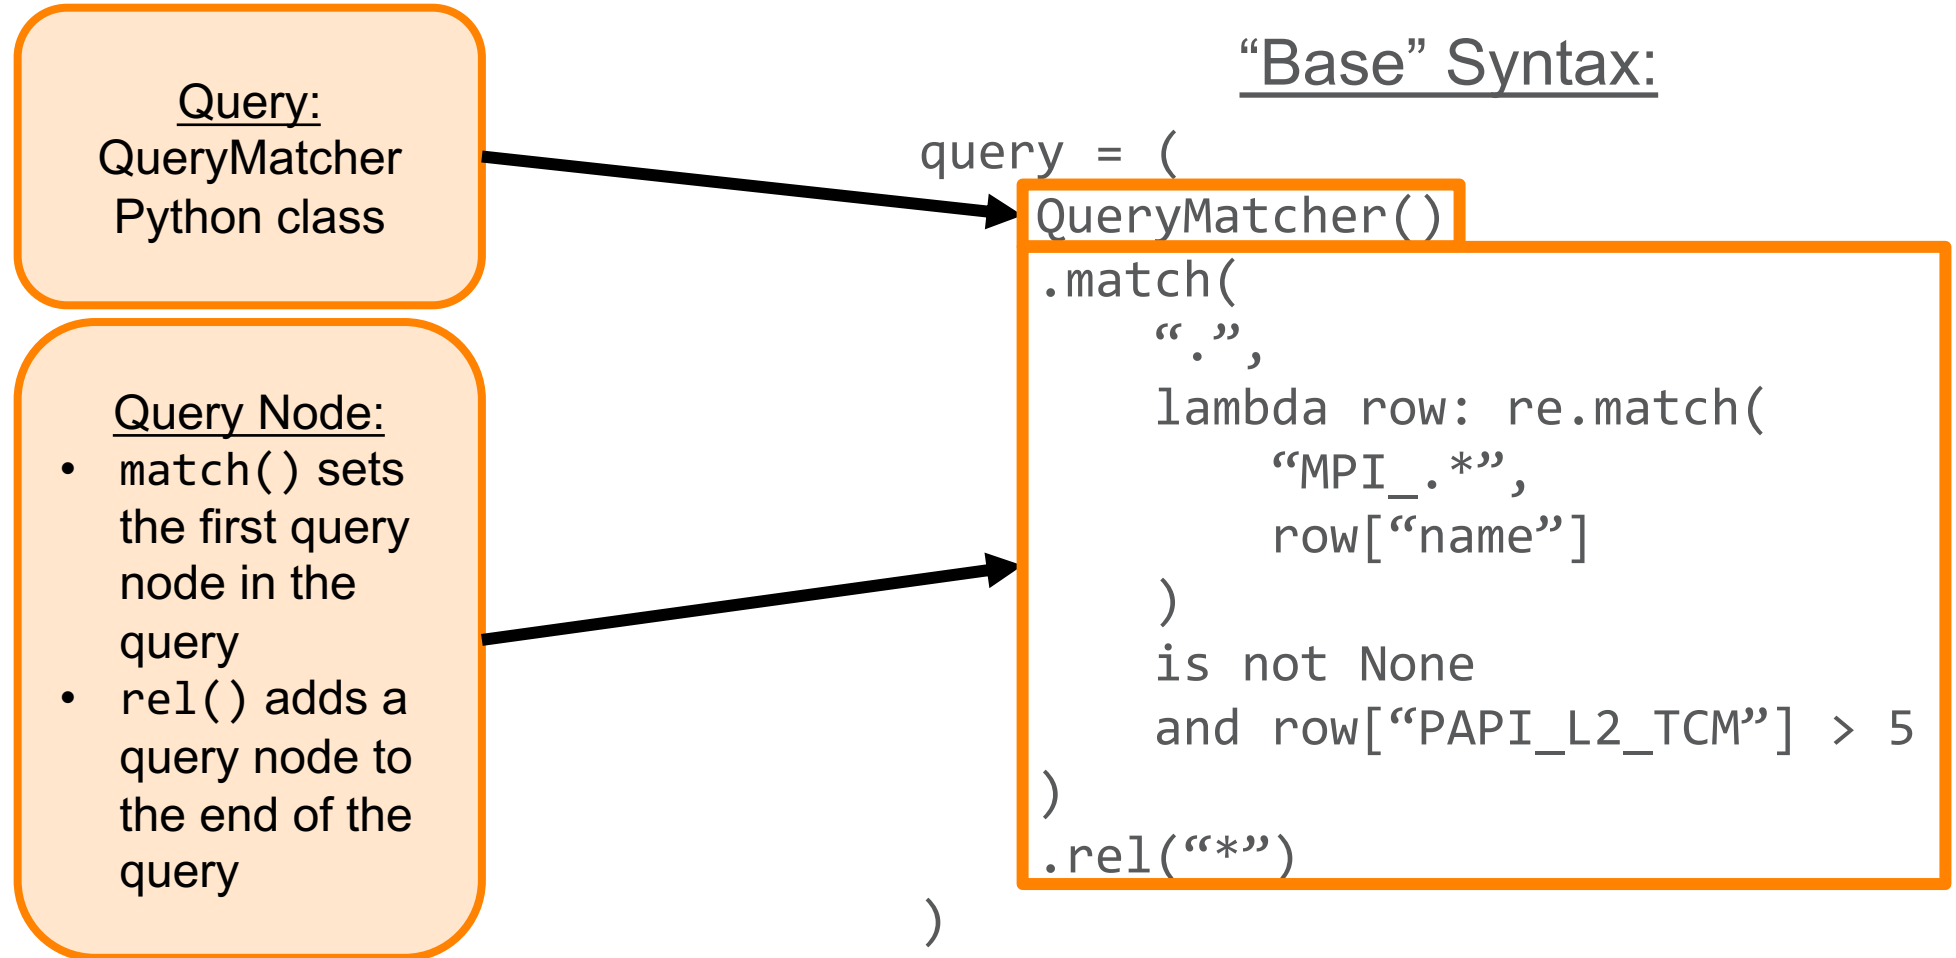 Query:
QueryMatcher
Python class
Query Node:
• match() sets
the first query
node in the
query
• rel() adds a
query node to
the end of the
query
“Base” Syntax:
query = (
QueryMatcher()
.match(
“.”,
lambda row: re.match(
“MPI_.*”,
row[“name”]
)
is not None
and row[“PAPI_L2_TCM”] > 5
)
.rel(“*”)
)